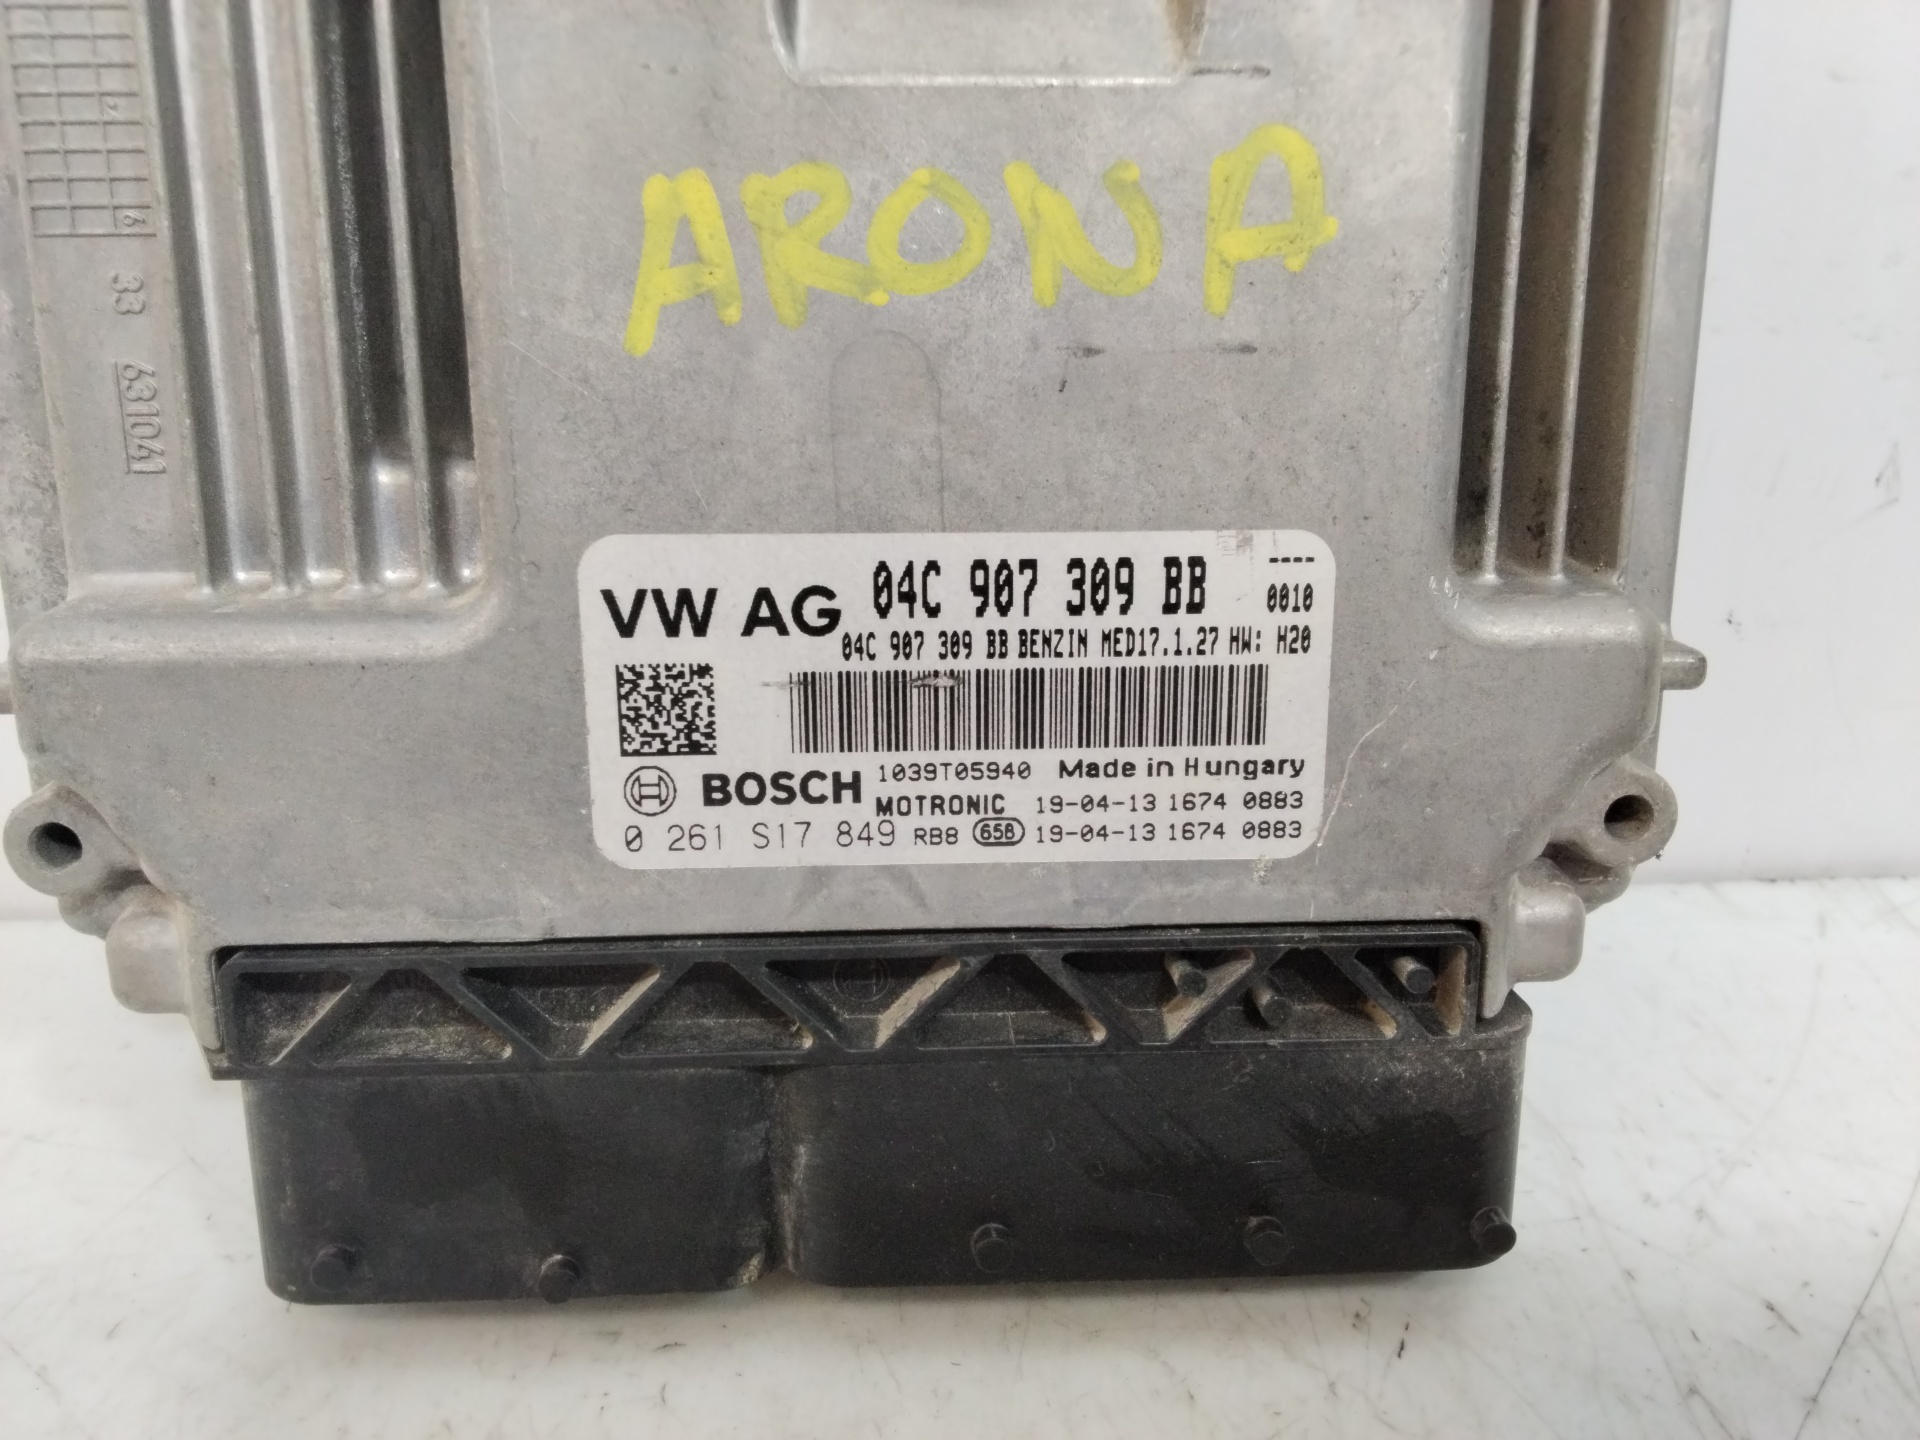 ARONA
6
33
631041
VW AG 04C 907 309 BB ----
0010
04C 907 309 BB BENZIN MED17.1.27 HW: H20
BOSCH 1039T05940 Made in Hungary
MOTRONIC 19-04-13 1674 0883
0 261 S17 849 RB8 65B 19-04-13 1674 0883